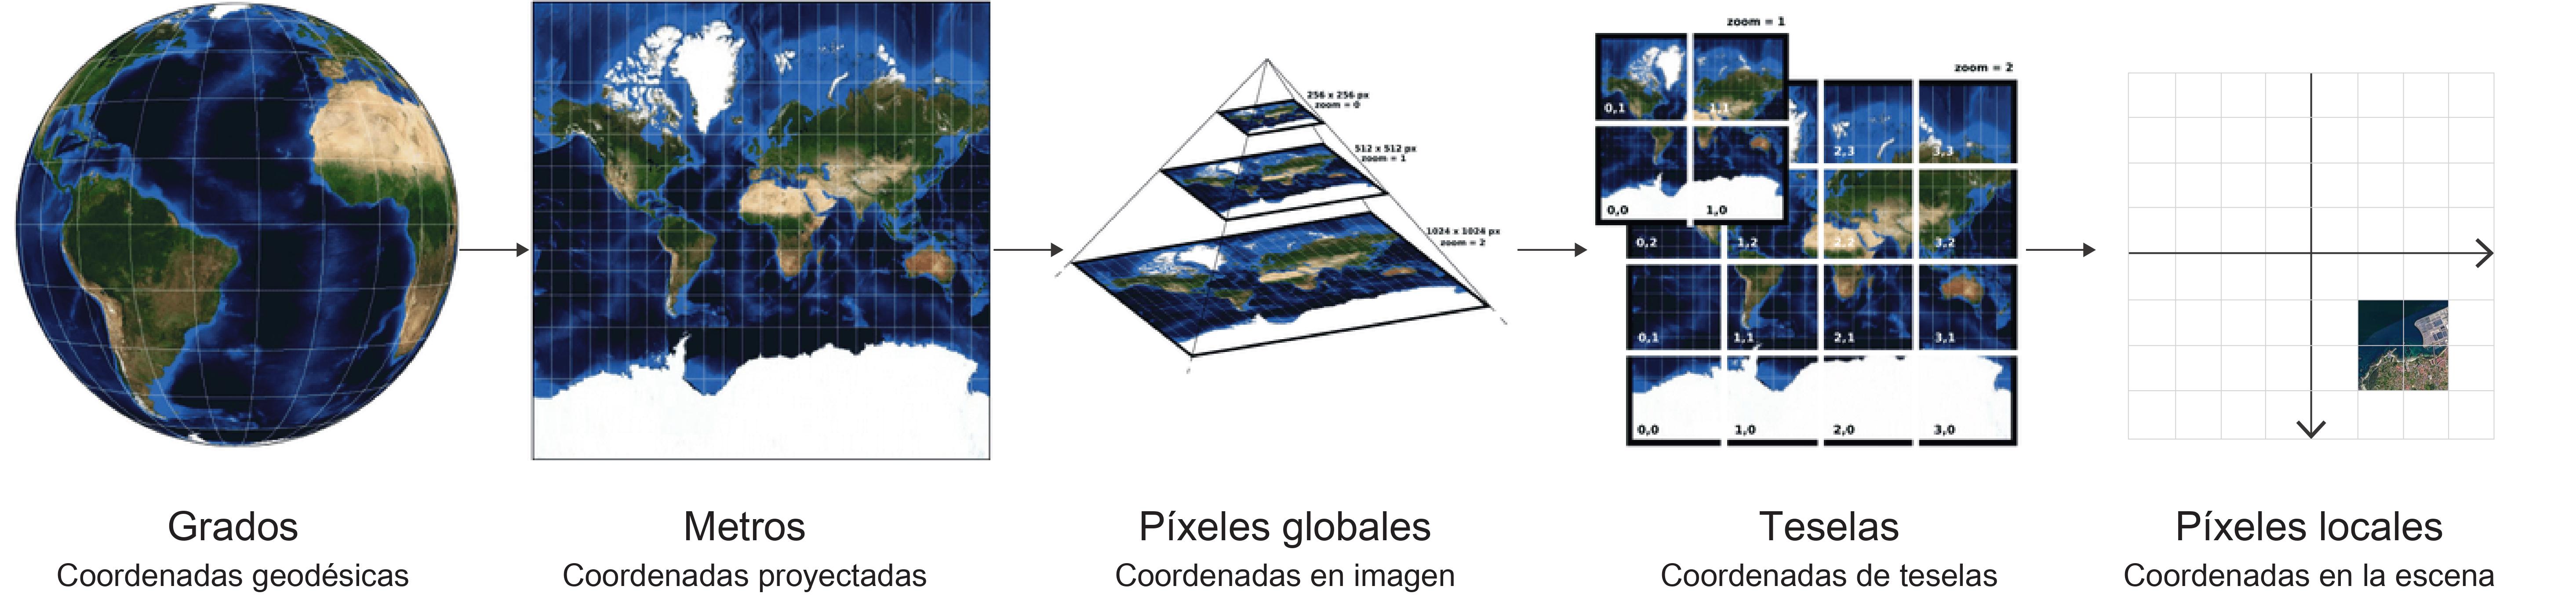 256 x 256 px
zoom = 0
512 x 512 px
zoom = 1
1024 x 1024 px
zoom = 2
zoom = 1
0,1
1,1
0,0
1,0
zoom = 2
2,3
3,3
0,2
1,2
2,2
3,2
0,1
1,1
2,1
3,1
0,0
1,0
2,0
3,0
Grados
Coordenadas geodésicas
Metros
Coordenadas proyectadas
Píxeles globales
Coordenadas en imagen
Teselas
Coordenadas de teselas
Píxeles locales
Coordenadas en la escena